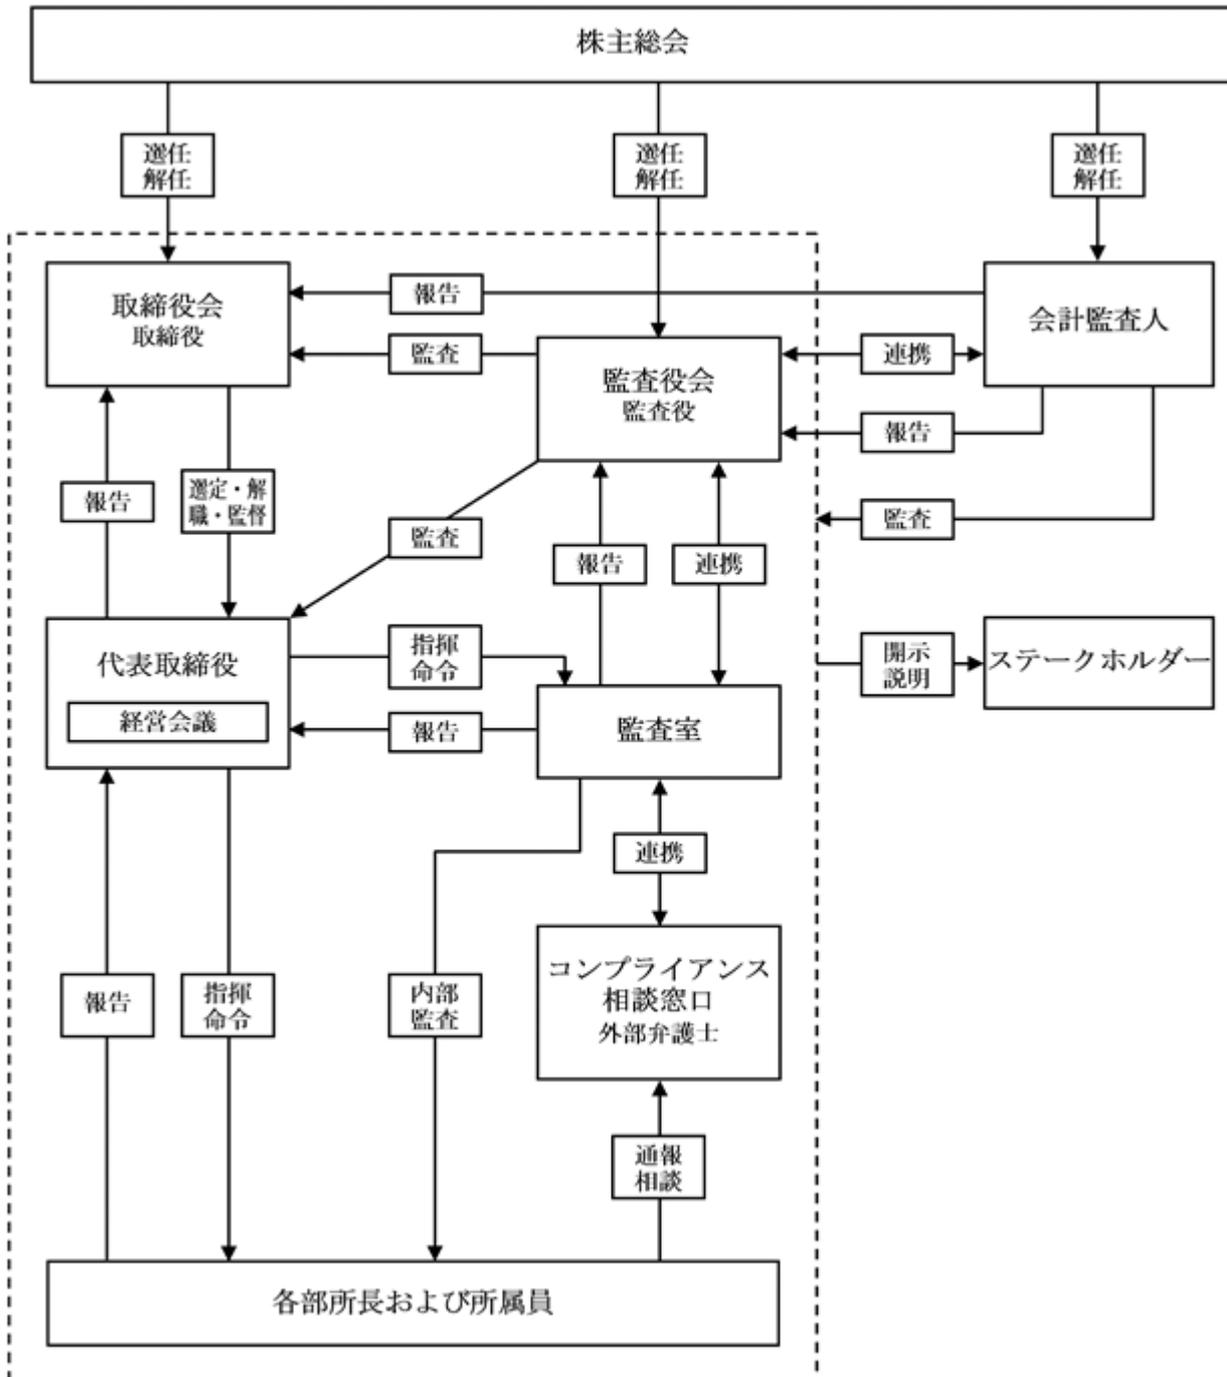 株主総会
選任
解任
選任
解任
選任
解任
取締役会
取締役
報告
会計監査人
監査
監査役会
監査役
連携
報告
報告
選定・解
職・監督
監査
報告
連携
監査
代表取締役
経営会議
指揮
命令
報告
監査室
開示
説明
ステークホルダー
連携
コンプライアンス
相談窓口
外部弁護士
報告
指揮
命令
内部
監査
通報
相談
各部所長および所属員